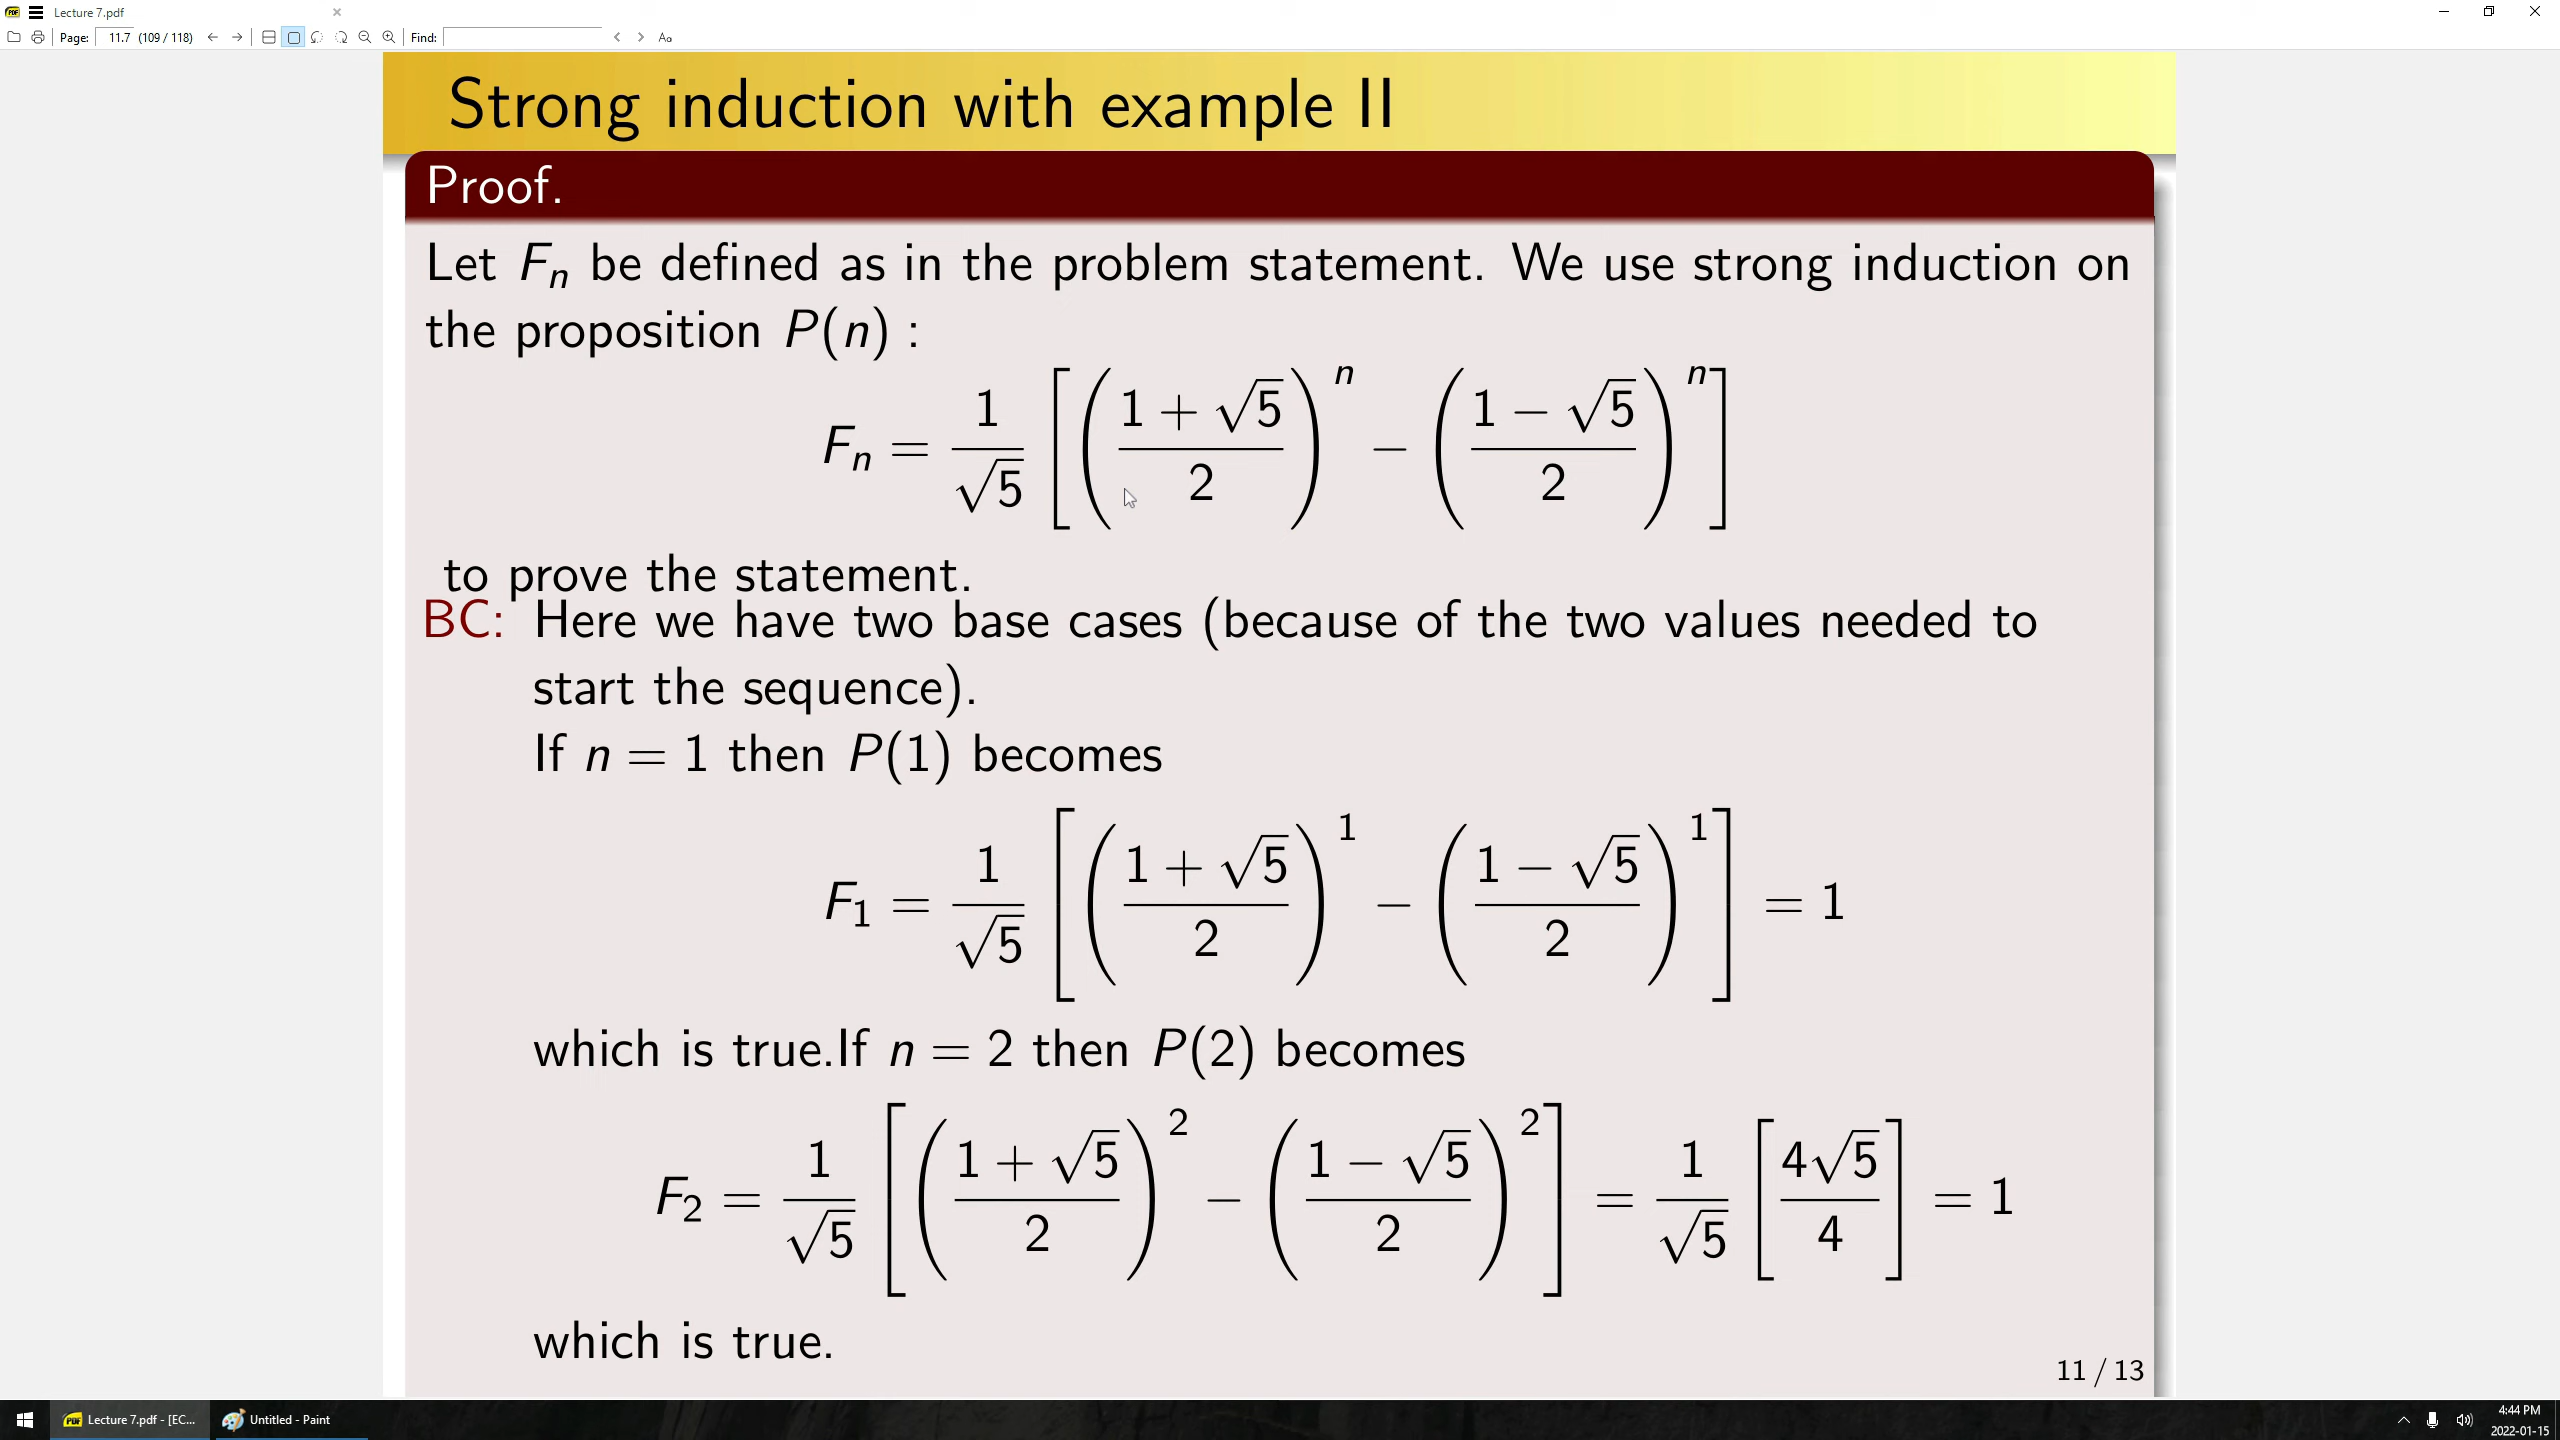 Lecture 7.pdf
Page: 11.7 (109 / 118) Find: Aa
Strong induction with example II
Proof.
Let Fₙ be defined as in the problem statement. We use strong induction on
the proposition P(n) :
Fₙ = 1/√5 [((1 + √5)/2)ⁿ − ((1 − √5)/2)ⁿ]
to prove the statement.
BC: Here we have two base cases (because of the two values needed to
start the sequence).
If n = 1 then P(1) becomes
F₁ = 1/√5 [((1 + √5)/2)¹ − ((1 − √5)/2)¹] = 1
which is true.If n = 2 then P(2) becomes
F₂ = 1/√5 [((1 + √5)/2)² − ((1 − √5)/2)²] = 1/√5 [4√5/4] = 1
which is true.
11 / 13
Lecture 7.pdf - [EC... Untitled - Paint
4:44 PM
2022-01-15